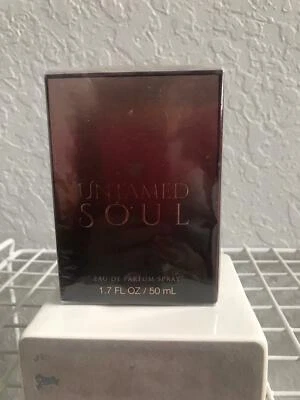 UNTAMED
SOUL
EAU DE PARFUM SPRAY
1.7 FL OZ / 50 mL